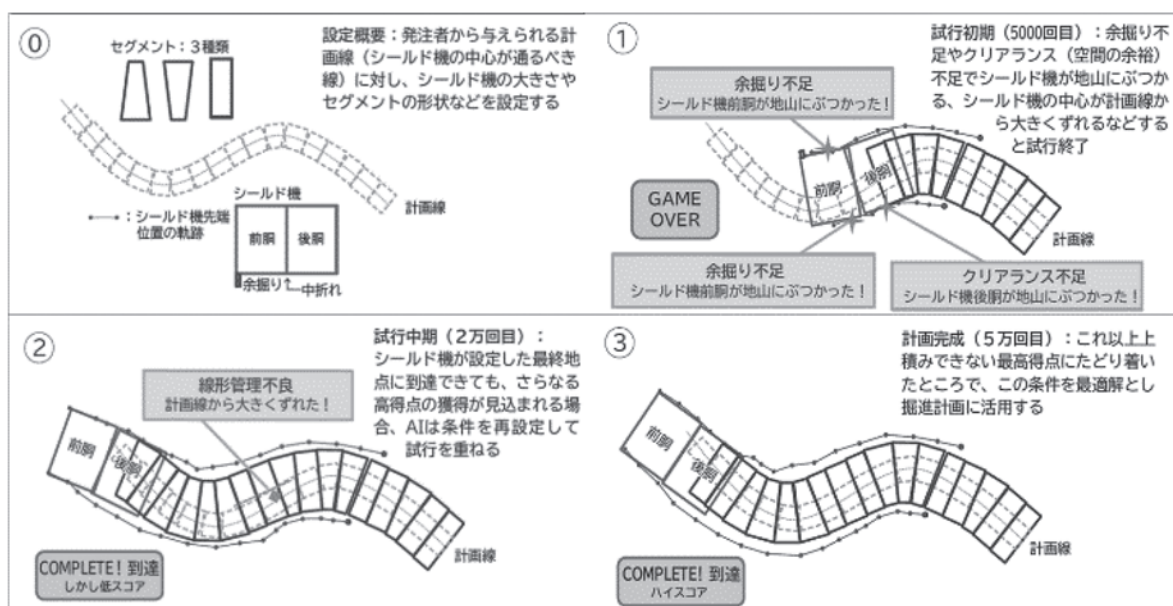 ⓪
セグメント:3種類
設定概要:発注者から与えられる計
画線(シールド機の中心が通るべき
線)に対し、シールド機の大きさや
セグメントの形状などを設定する
計画線
シールド機
:シールド機先端
位置の軌跡
前胴
後胴
余掘り
中折れ
①
試行初期(5000回目):余掘り不
足やクリアランス(空間の余裕)
不足でシールド機が地山にぶつか
る、シールド機の中心が計画線か
ら大きくずれるなどする
と試行終了
余掘り不足
シールド機前胴が地山にぶつかった!
前胴
後胴
GAME
OVER
計画線
余掘り不足
シールド機前胴が地山にぶつかった!
クリアランス不足
シールド機後胴が地山にぶつかった!
②
試行中期(2万回目):
シールド機が設定した最終地
点に到達できても、さらなる
高得点の獲得が見込まれる場
合、AIは条件を再設定して
試行を重ねる
線形管理不良
計画線から大きくずれた!
前胴
後胴
計画線
COMPLETE! 到達
しかし低スコア
③
計画完成(5万回目):これ以上上
積みできない最高得点にたどり着い
たところで、この条件を最適解とし
掘進計画に活用する
前胴
後胴
計画線
COMPLETE! 到達
ハイスコア